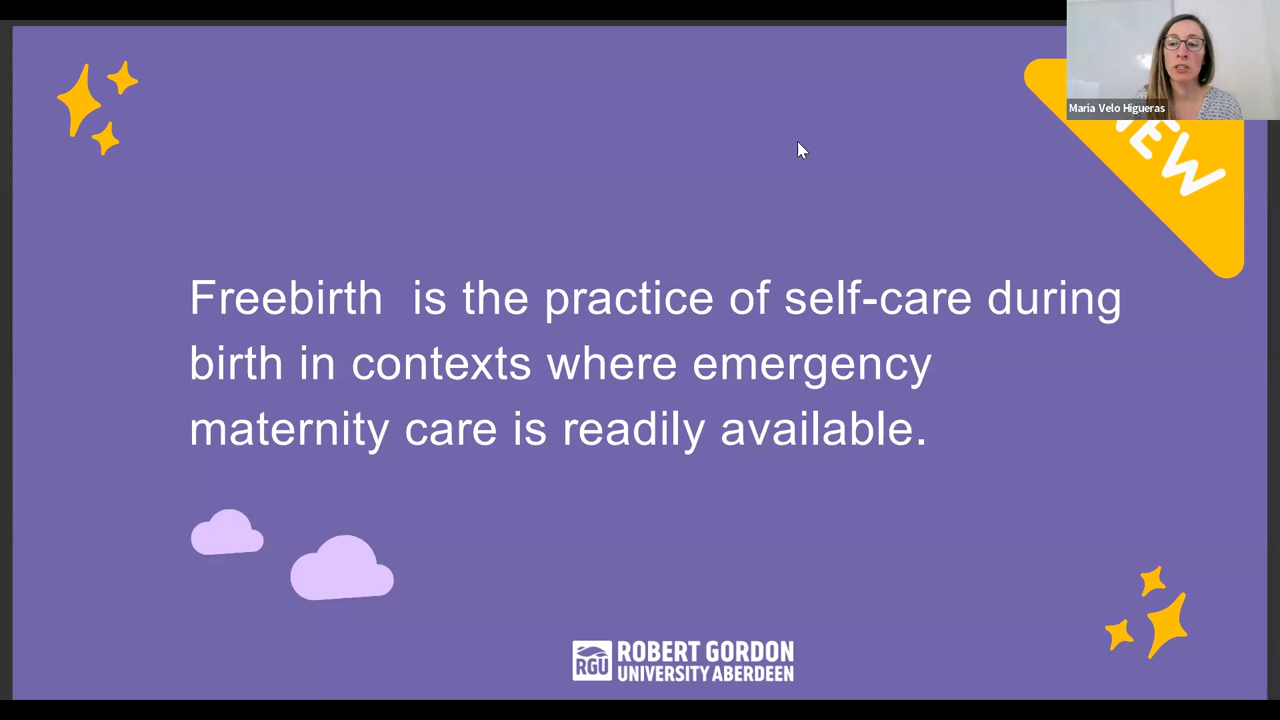 Maria Velo Higueras
NEW
Freebirth  is the practice of self-care during
birth in contexts where emergency
maternity care is readily available.
RGU
ROBERT GORDON
UNIVERSITY ABERDEEN